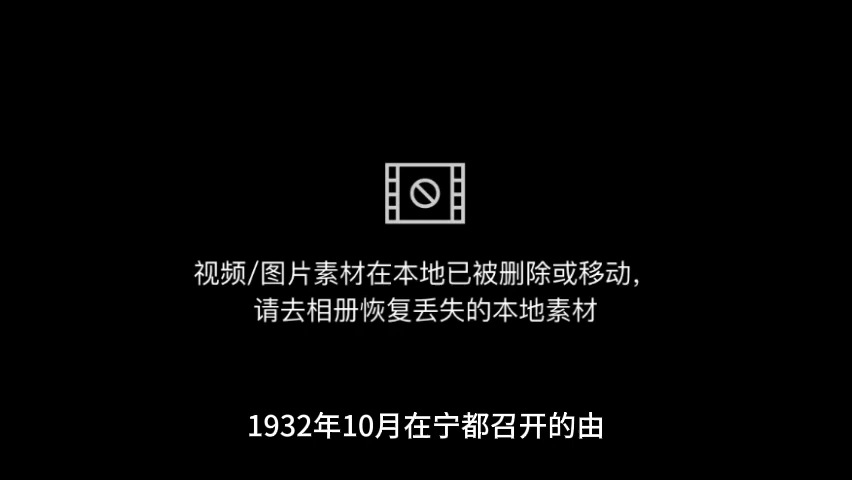 视频/图片素材在本地已被删除或移动,
请去相册恢复丢失的本地素材
1932年10月在宁都召开的由